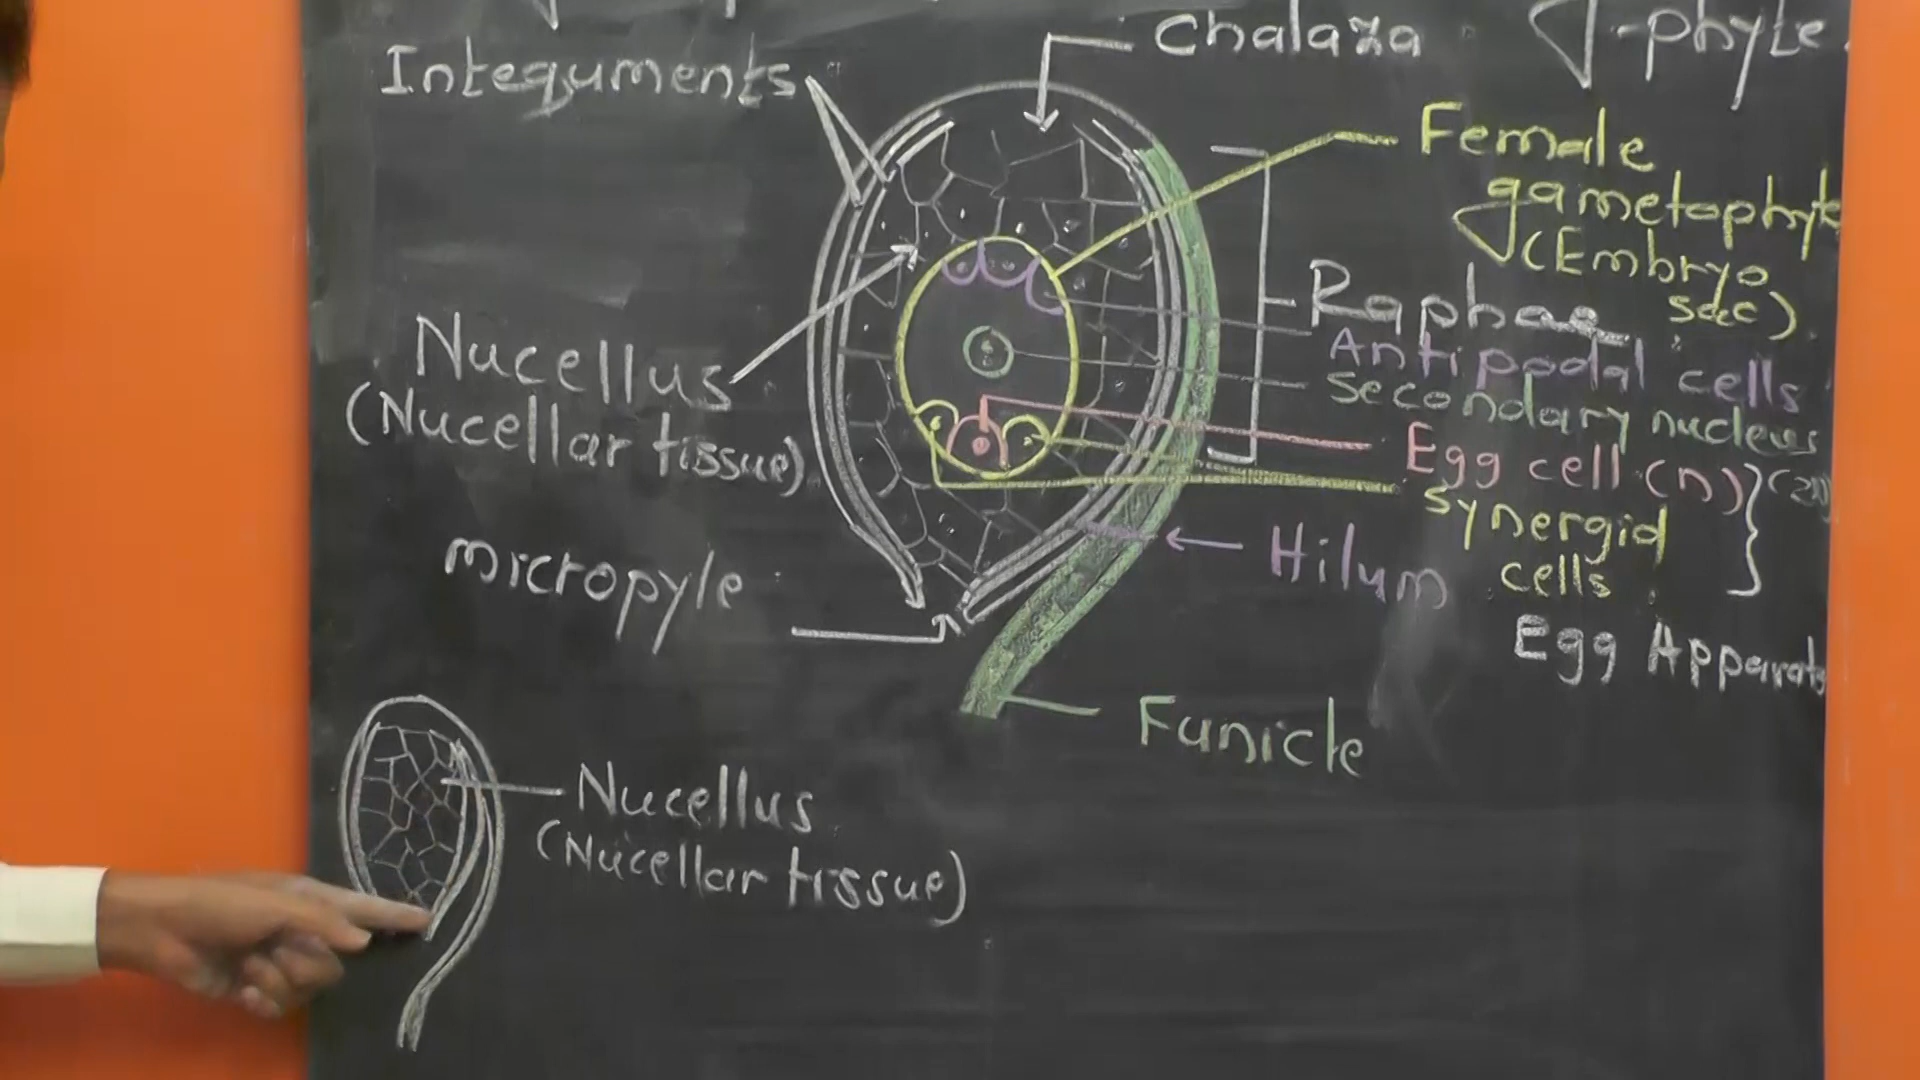 Chalaza
-phyte.
Integuments
Female
gametophyte
(Embryo
sac)
Raphae
Nucellus
(Nucellar tissue)
Antipodal cells
Secondary nucleus
Egg cell (n)
synergid
cells
micropyle
Hilum
Egg Apparats
Funicle
Nucellus
(Nucellar tissue)